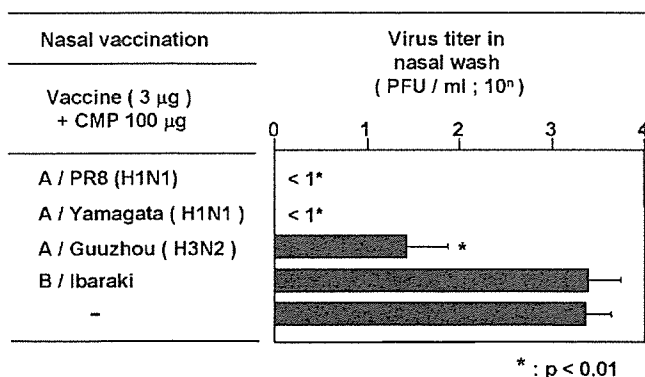 Nasal vaccination
Virus titer in
nasal wash
( PFU / ml ; 10ⁿ )
Vaccine ( 3 µg )
+ CMP 100 µg
0 1 2 3 4
A / PR8 (H1N1) < 1*
A / Yamagata ( H1N1 ) < 1*
A / Guuzhou ( H3N2 ) *
B / Ibaraki
–
* : p < 0.01